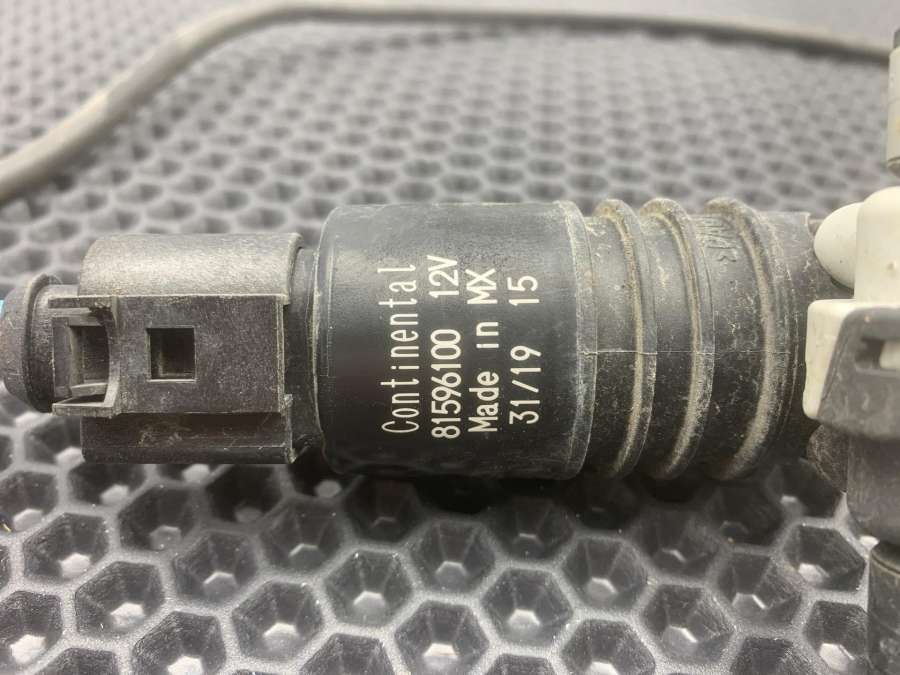 Continental
81596100 12V
Made in MX
31/19 15